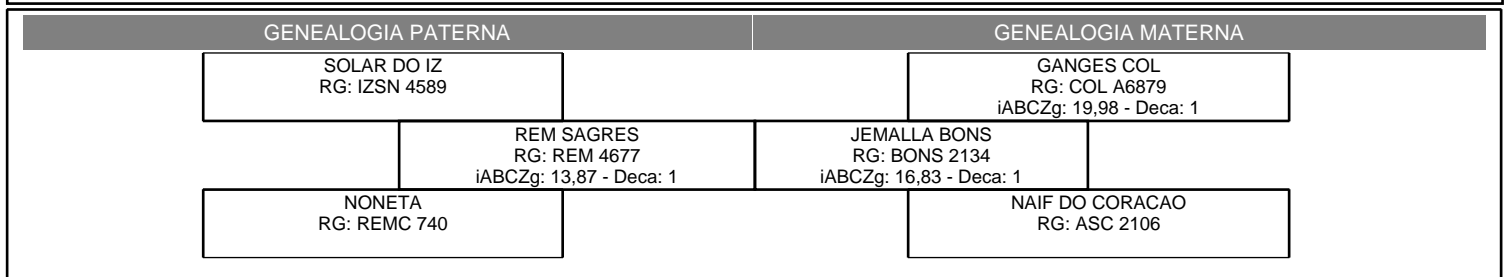 GENEALOGIA PATERNA
GENEALOGIA MATERNA
SOLAR DO IZ
RG: IZSN 4589
GANGES COL
RG: COL A6879
iABCZg: 19,98 - Deca: 1
REM SAGRES
RG: REM 4677
iABCZg: 13,87 - Deca: 1
JEMALLA BONS
RG: BONS 2134
iABCZg: 16,83 - Deca: 1
NONETA
RG: REMC 740
NAIF DO CORACAO
RG: ASC 2106